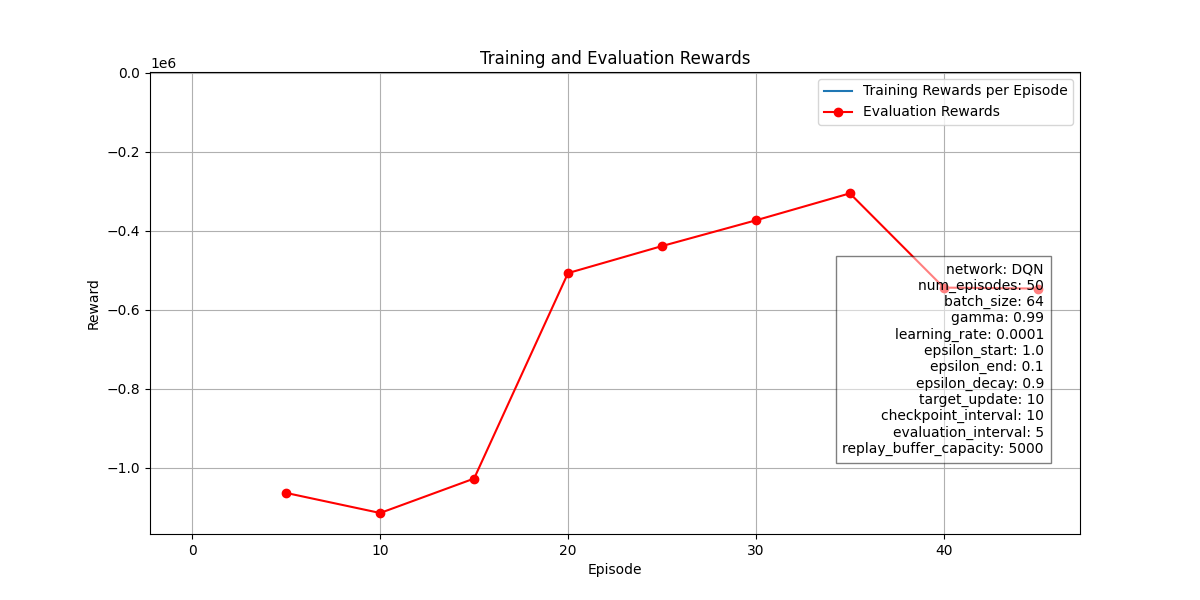 Training and Evaluation Rewards
1e6
0.0
−0.2
−0.4
−0.6
−0.8
−1.0
Reward
0 10 20 30 40
Episode
Training Rewards per Episode
Evaluation Rewards
network: DQN
num_episodes: 50
batch_size: 64
gamma: 0.99
learning_rate: 0.0001
epsilon_start: 1.0
epsilon_end: 0.1
epsilon_decay: 0.9
target_update: 10
checkpoint_interval: 10
evaluation_interval: 5
replay_buffer_capacity: 5000